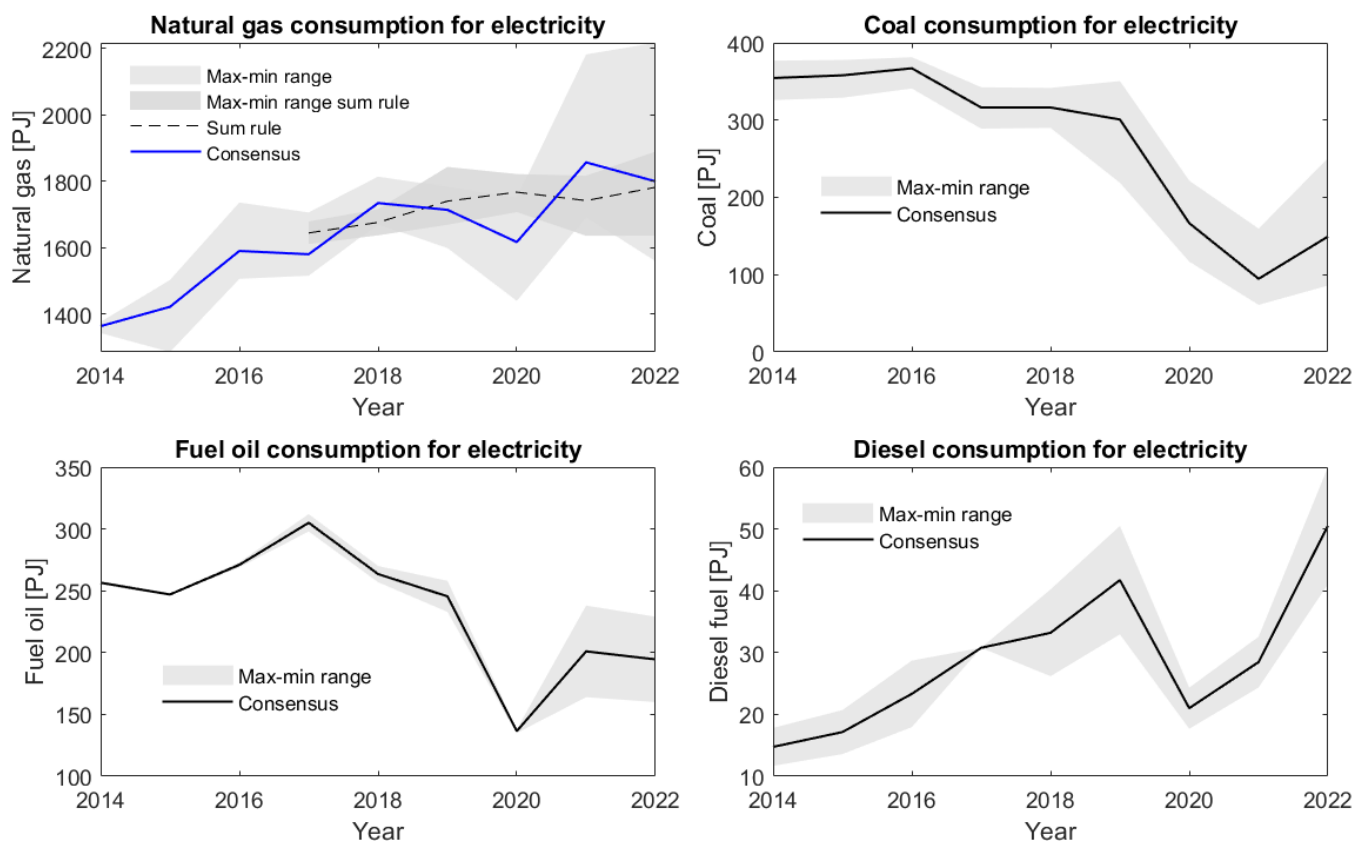 Natural gas consumption for electricity
2200
2000
1800
1600
1400
Natural gas [PJ]
Max-min range
Max-min range sum rule
Sum rule
Consensus
2014
2016
2018
2020
2022
Year
Coal consumption for electricity
400
300
200
100
0
Coal [PJ]
Max-min range
Consensus
2014
2016
2018
2020
2022
Year
Fuel oil consumption for electricity
350
300
250
200
150
100
Fuel oil [PJ]
Max-min range
Consensus
2014
2016
2018
2020
2022
Year
Diesel consumption for electricity
60
50
40
30
20
10
Diesel fuel [PJ]
Max-min range
Consensus
2014
2016
2018
2020
2022
Year